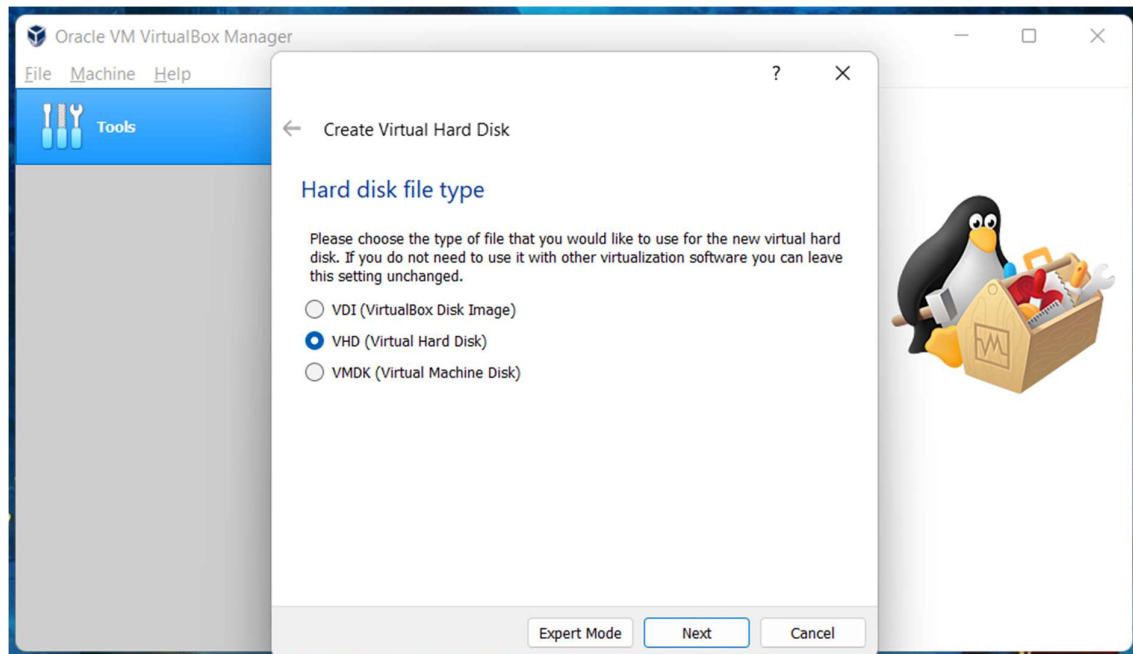 Oracle VM VirtualBox Manager
File Machine Help
Tools
?
Create Virtual Hard Disk
Hard disk file type
Please choose the type of file that you would like to use for the new virtual hard
disk. If you do not need to use it with other virtualization software you can leave
this setting unchanged.
VDI (VirtualBox Disk Image)
VHD (Virtual Hard Disk)
VMDK (Virtual Machine Disk)
Expert Mode Next Cancel